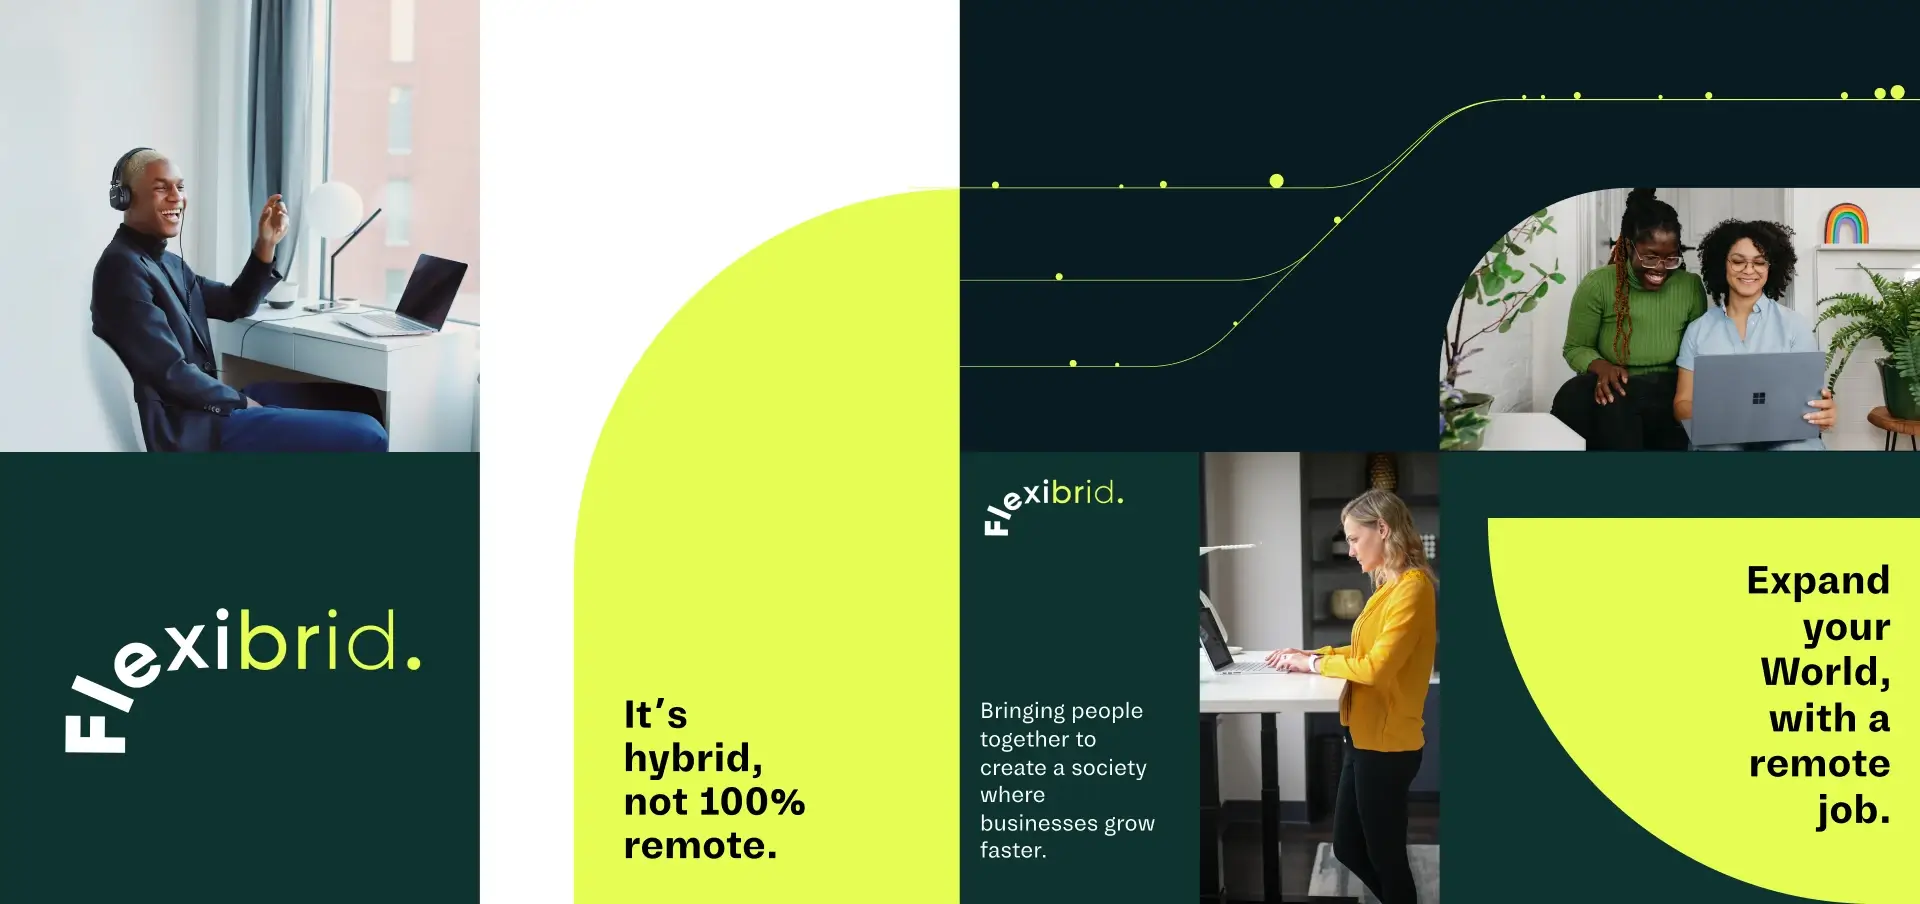 Flexibrid.
It’s
hybrid,
not 100%
remote.
Flexibrid.
Bringing people
together to
create a society
where
businesses grow
faster.
Expand
your
World,
with a
remote
job.